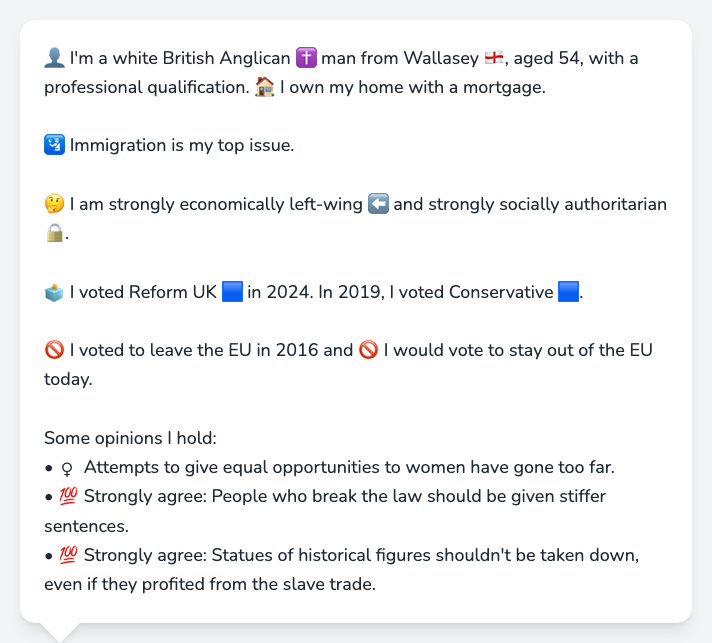 👤 I'm a white British Anglican ✝️ man from Wallasey 🏴󠁧󠁢󠁥󠁮󠁧󠁿, aged 54, with a
professional qualification. 🏠 I own my home with a mortgage.
🛂 Immigration is my top issue.
🤔 I am strongly economically left-wing ⬅️ and strongly socially authoritarian
🔒.
🗳️ I voted Reform UK 🟦 in 2024. In 2019, I voted Conservative 🟦.
🚫 I voted to leave the EU in 2016 and 🚫 I would vote to stay out of the EU
today.
Some opinions I hold:
• ♀ Attempts to give equal opportunities to women have gone too far.
• 💯 Strongly agree: People who break the law should be given stiffer
sentences.
• 💯 Strongly agree: Statues of historical figures shouldn't be taken down,
even if they profited from the slave trade.